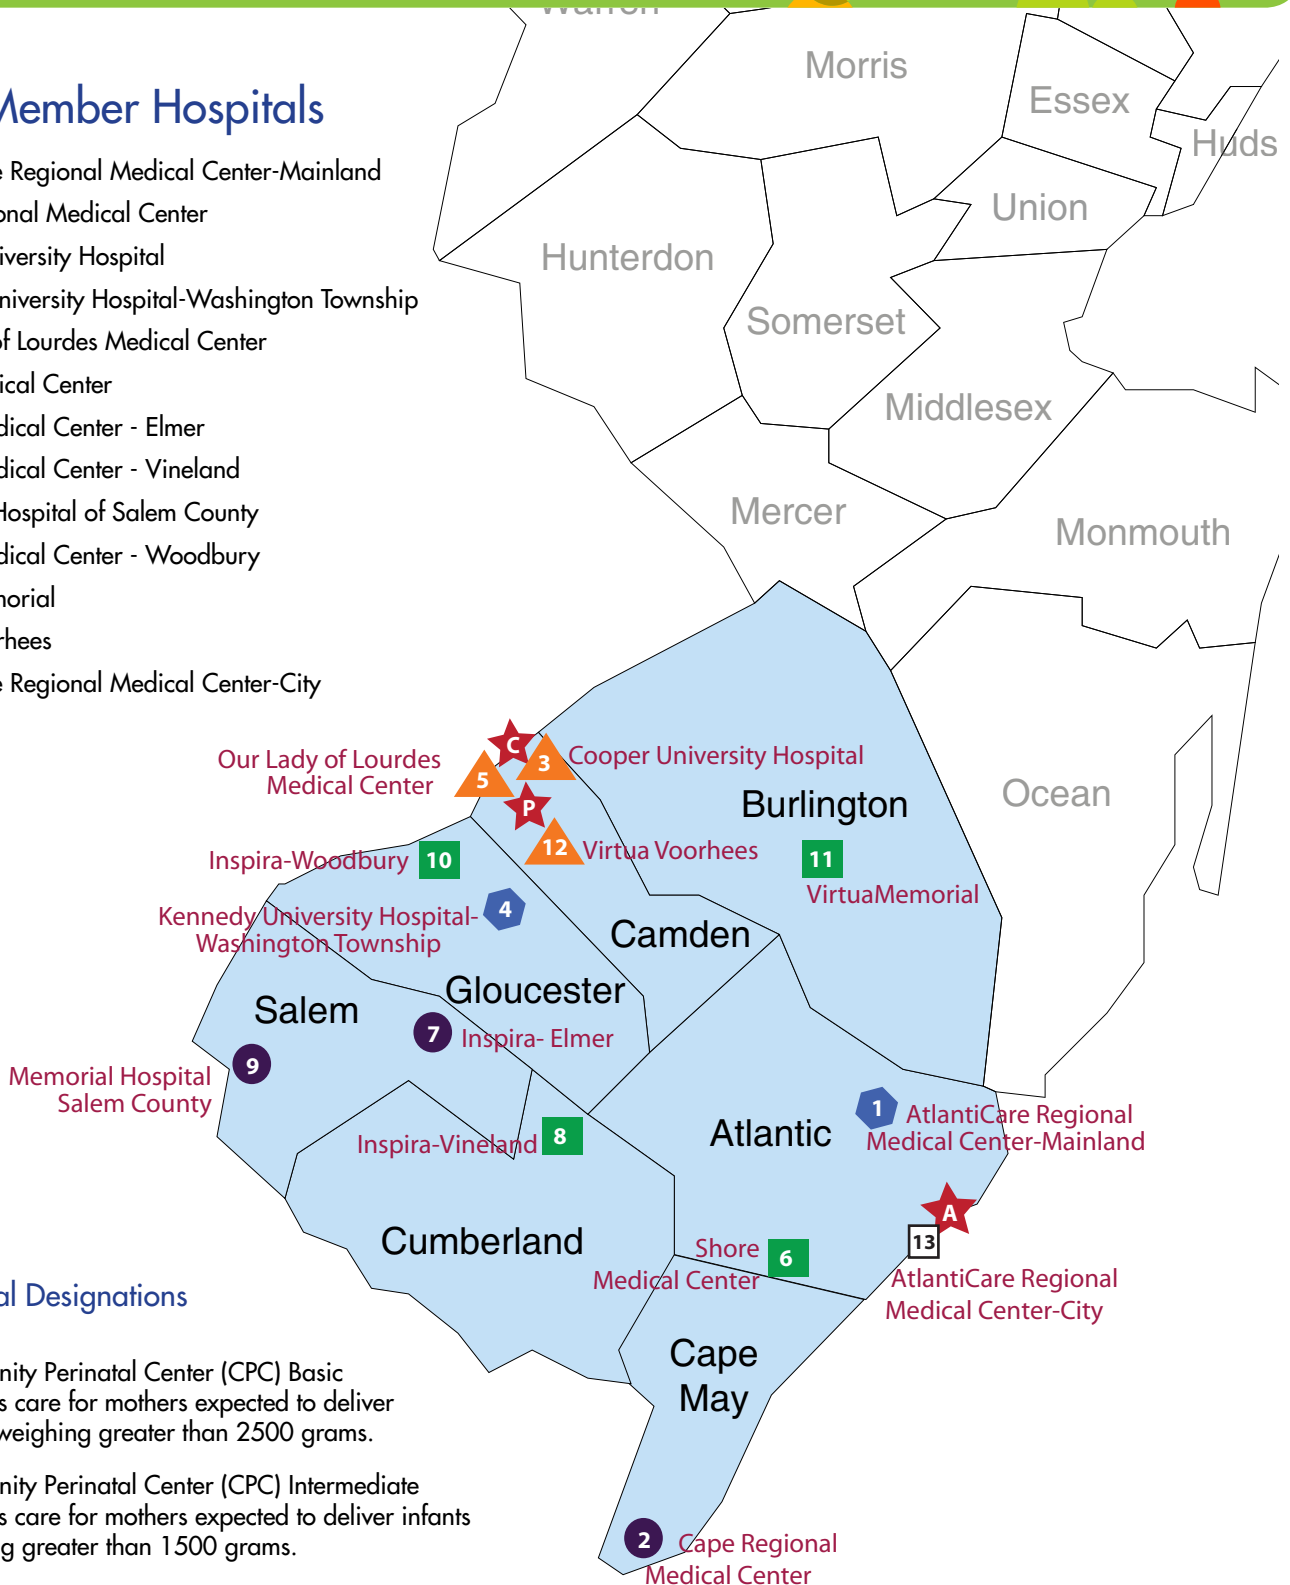 Warren
Morris
Essex
Huds
Member Hospitals
e Regional Medical Center-Mainland
onal Medical Center
iversity Hospital
niversity Hospital-Washington Township
of Lourdes Medical Center
ical Center
dical Center - Elmer
dical Center - Vineland
Hospital of Salem County
dical Center - Woodbury
morial
rhees
e Regional Medical Center-City
Union
Hunterdon
Somerset
Middlesex
Mercer
Monmouth
Ocean
Our Lady of Lourdes
Medical Center
5
C
3
Cooper University Hospital
P
Burlington
12
Virtua Voorhees
11
VirtuaMemorial
Inspira-Woodbury
10
Kennedy University Hospital-
Washington Township
4
Camden
Gloucester
Salem
7
Inspira- Elmer
9
Memorial Hospital
Salem County
Inspira-Vineland
8
Atlantic
1
AtlantiCare Regional
Medical Center-Mainland
A
13
AtlantiCare Regional
Medical Center-City
Cumberland
Shore
Medical Center
6
Cape
May
2
Cape Regional
Medical Center
al Designations
nity Perinatal Center (CPC) Basic
s care for mothers expected to deliver
weighing greater than 2500 grams.
nity Perinatal Center (CPC) Intermediate
s care for mothers expected to deliver infants
g greater than 1500 grams.